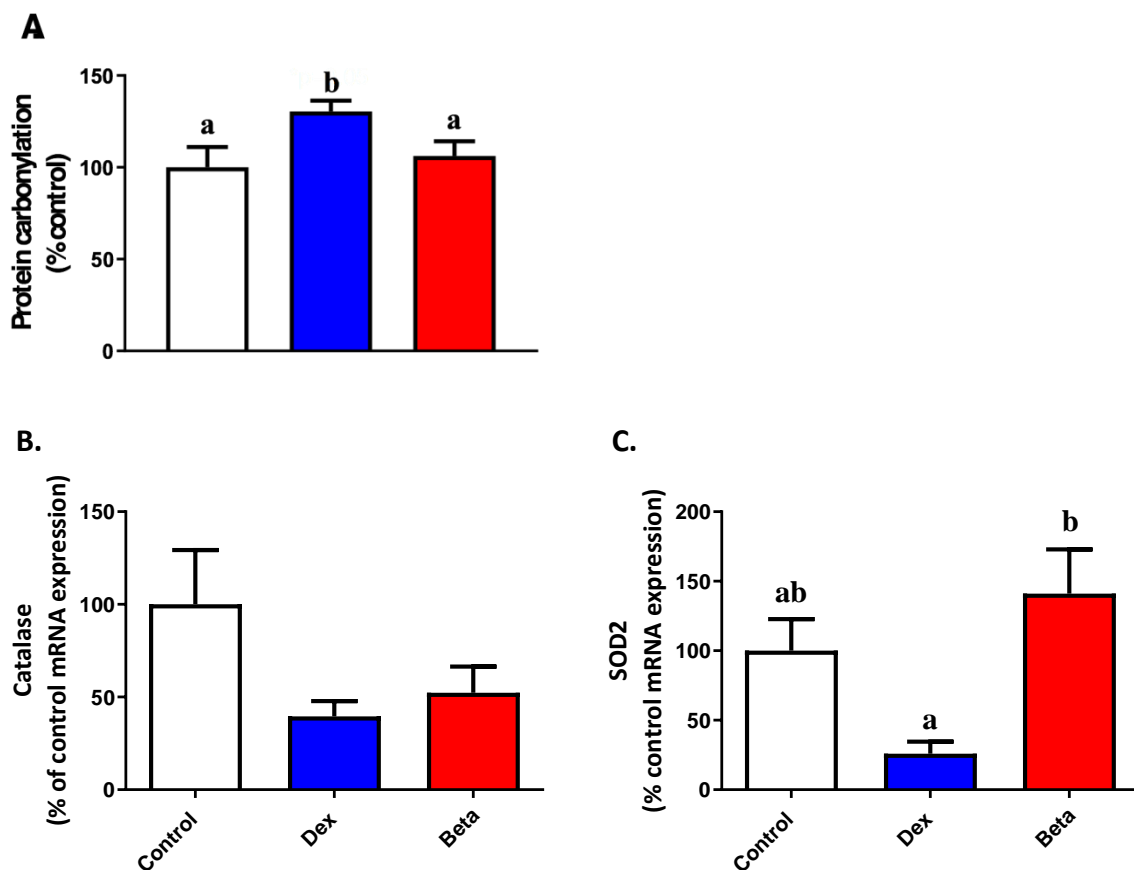 A
Protein carbonylation
(% control)
150
100
50
0
a
b
a
B.
Catalase
(% of control mRNA expression)
150
100
50
0
Control
Dex
Beta
C.
SOD2
(% control mRNA expression)
200
150
100
50
0
ab
a
b
Control
Dex
Beta